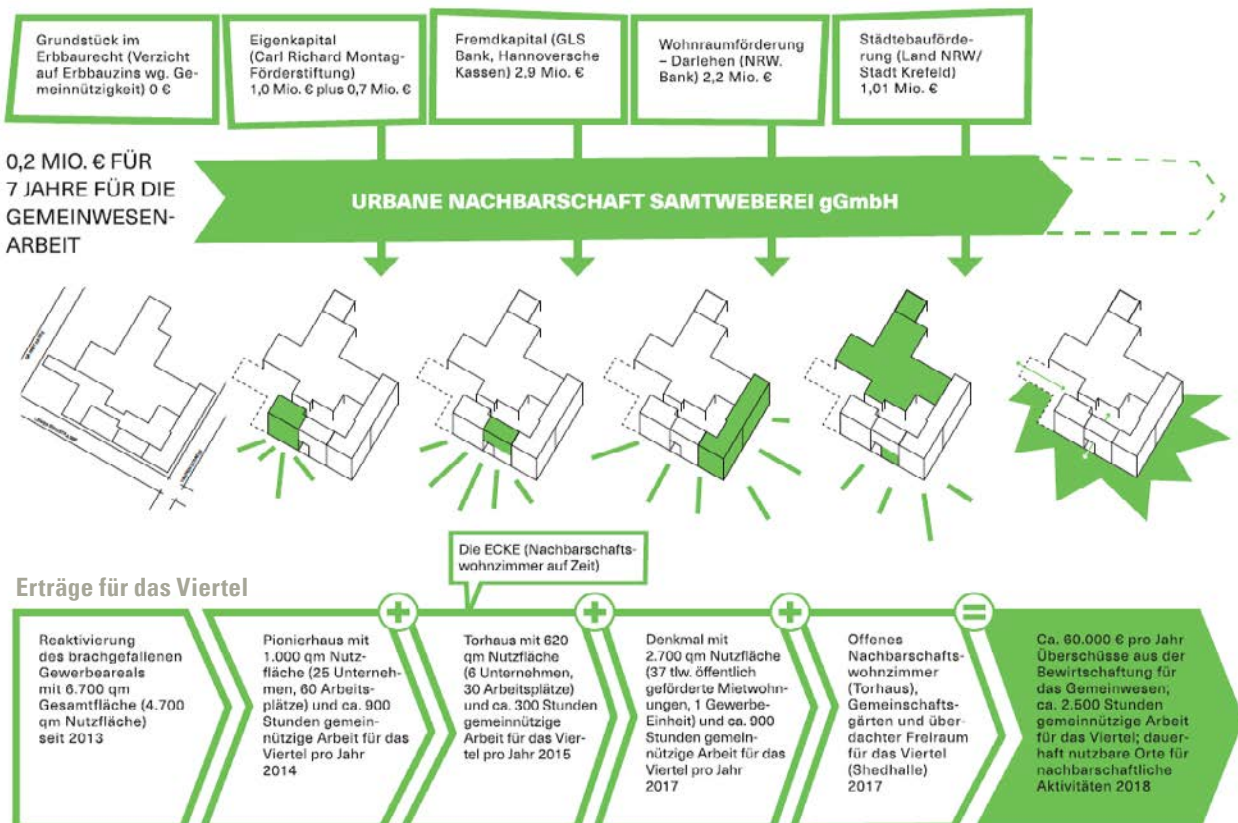 Grundstück im
Erbbaurecht (Verzicht
auf Erbbauzins wg. Ge-
meinnützigkeit) 0 €
Eigenkapital
(Carl Richard Montag-
Förderstiftung)
1,0 Mio. € plus 0,7 Mio. €
Fremdkapital (GLS
Bank, Hannoversche
Kassen) 2,9 Mio. €
Wohnraumförderung
– Darlehen (NRW.
Bank) 2,2 Mio. €
Städtebauförde-
rung (Land NRW/
Stadt Krefeld)
1,01 Mio. €
0,2 MIO. € FÜR
7 JAHRE FÜR DIE
GEMEINWESEN-
ARBEIT
URBANE NACHBARSCHAFT SAMTWEBEREI gGmbH
Die ECKE (Nachbarschafts-
wohnzimmer auf Zeit)
Erträge für das Viertel
Reaktivierung
des brachgefallenen
Gewerbeareals
mit 6.700 qm
Gesamtfläche (4.700
qm Nutzfläche)
seit 2013
+
Pionierhaus mit
1.000 qm Nutz-
fläche (25 Unterneh-
men, 60 Arbeits-
plätze) und ca. 900
Stunden gemein-
nützige Arbeit für das
Viertel pro Jahr
2014
+
Torhaus mit 620
qm Nutzfläche
(6 Unternehmen,
30 Arbeitsplätze)
und ca. 300 Stunden
gemeinnützige
Arbeit für das Vier-
tel pro Jahr 2015
+
Denkmal mit
2.700 qm Nutzfläche
(37 tlw. öffentlich
geförderte Mietwohn-
ungen, 1 Gewerbe-
Einheit) und ca. 900
Stunden gemein-
nützige Arbeit für das
Viertel pro Jahr
2017
=
Offenes
Nachbarschafts-
wohnzimmer
(Torhaus),
Gemeinschafts-
gärten und über-
dachter Freiraum
für das Viertel
(Shedhalle)
2017
Ca. 60.000 € pro Jahr
Überschüsse aus der
Bewirtschaftung für
das Gemeinwesen;
ca. 2.500 Stunden
gemeinnützige Arbeit
für das Viertel; dauer-
haft nutzbare Orte für
nachbarschaftliche
Aktivitäten 2018